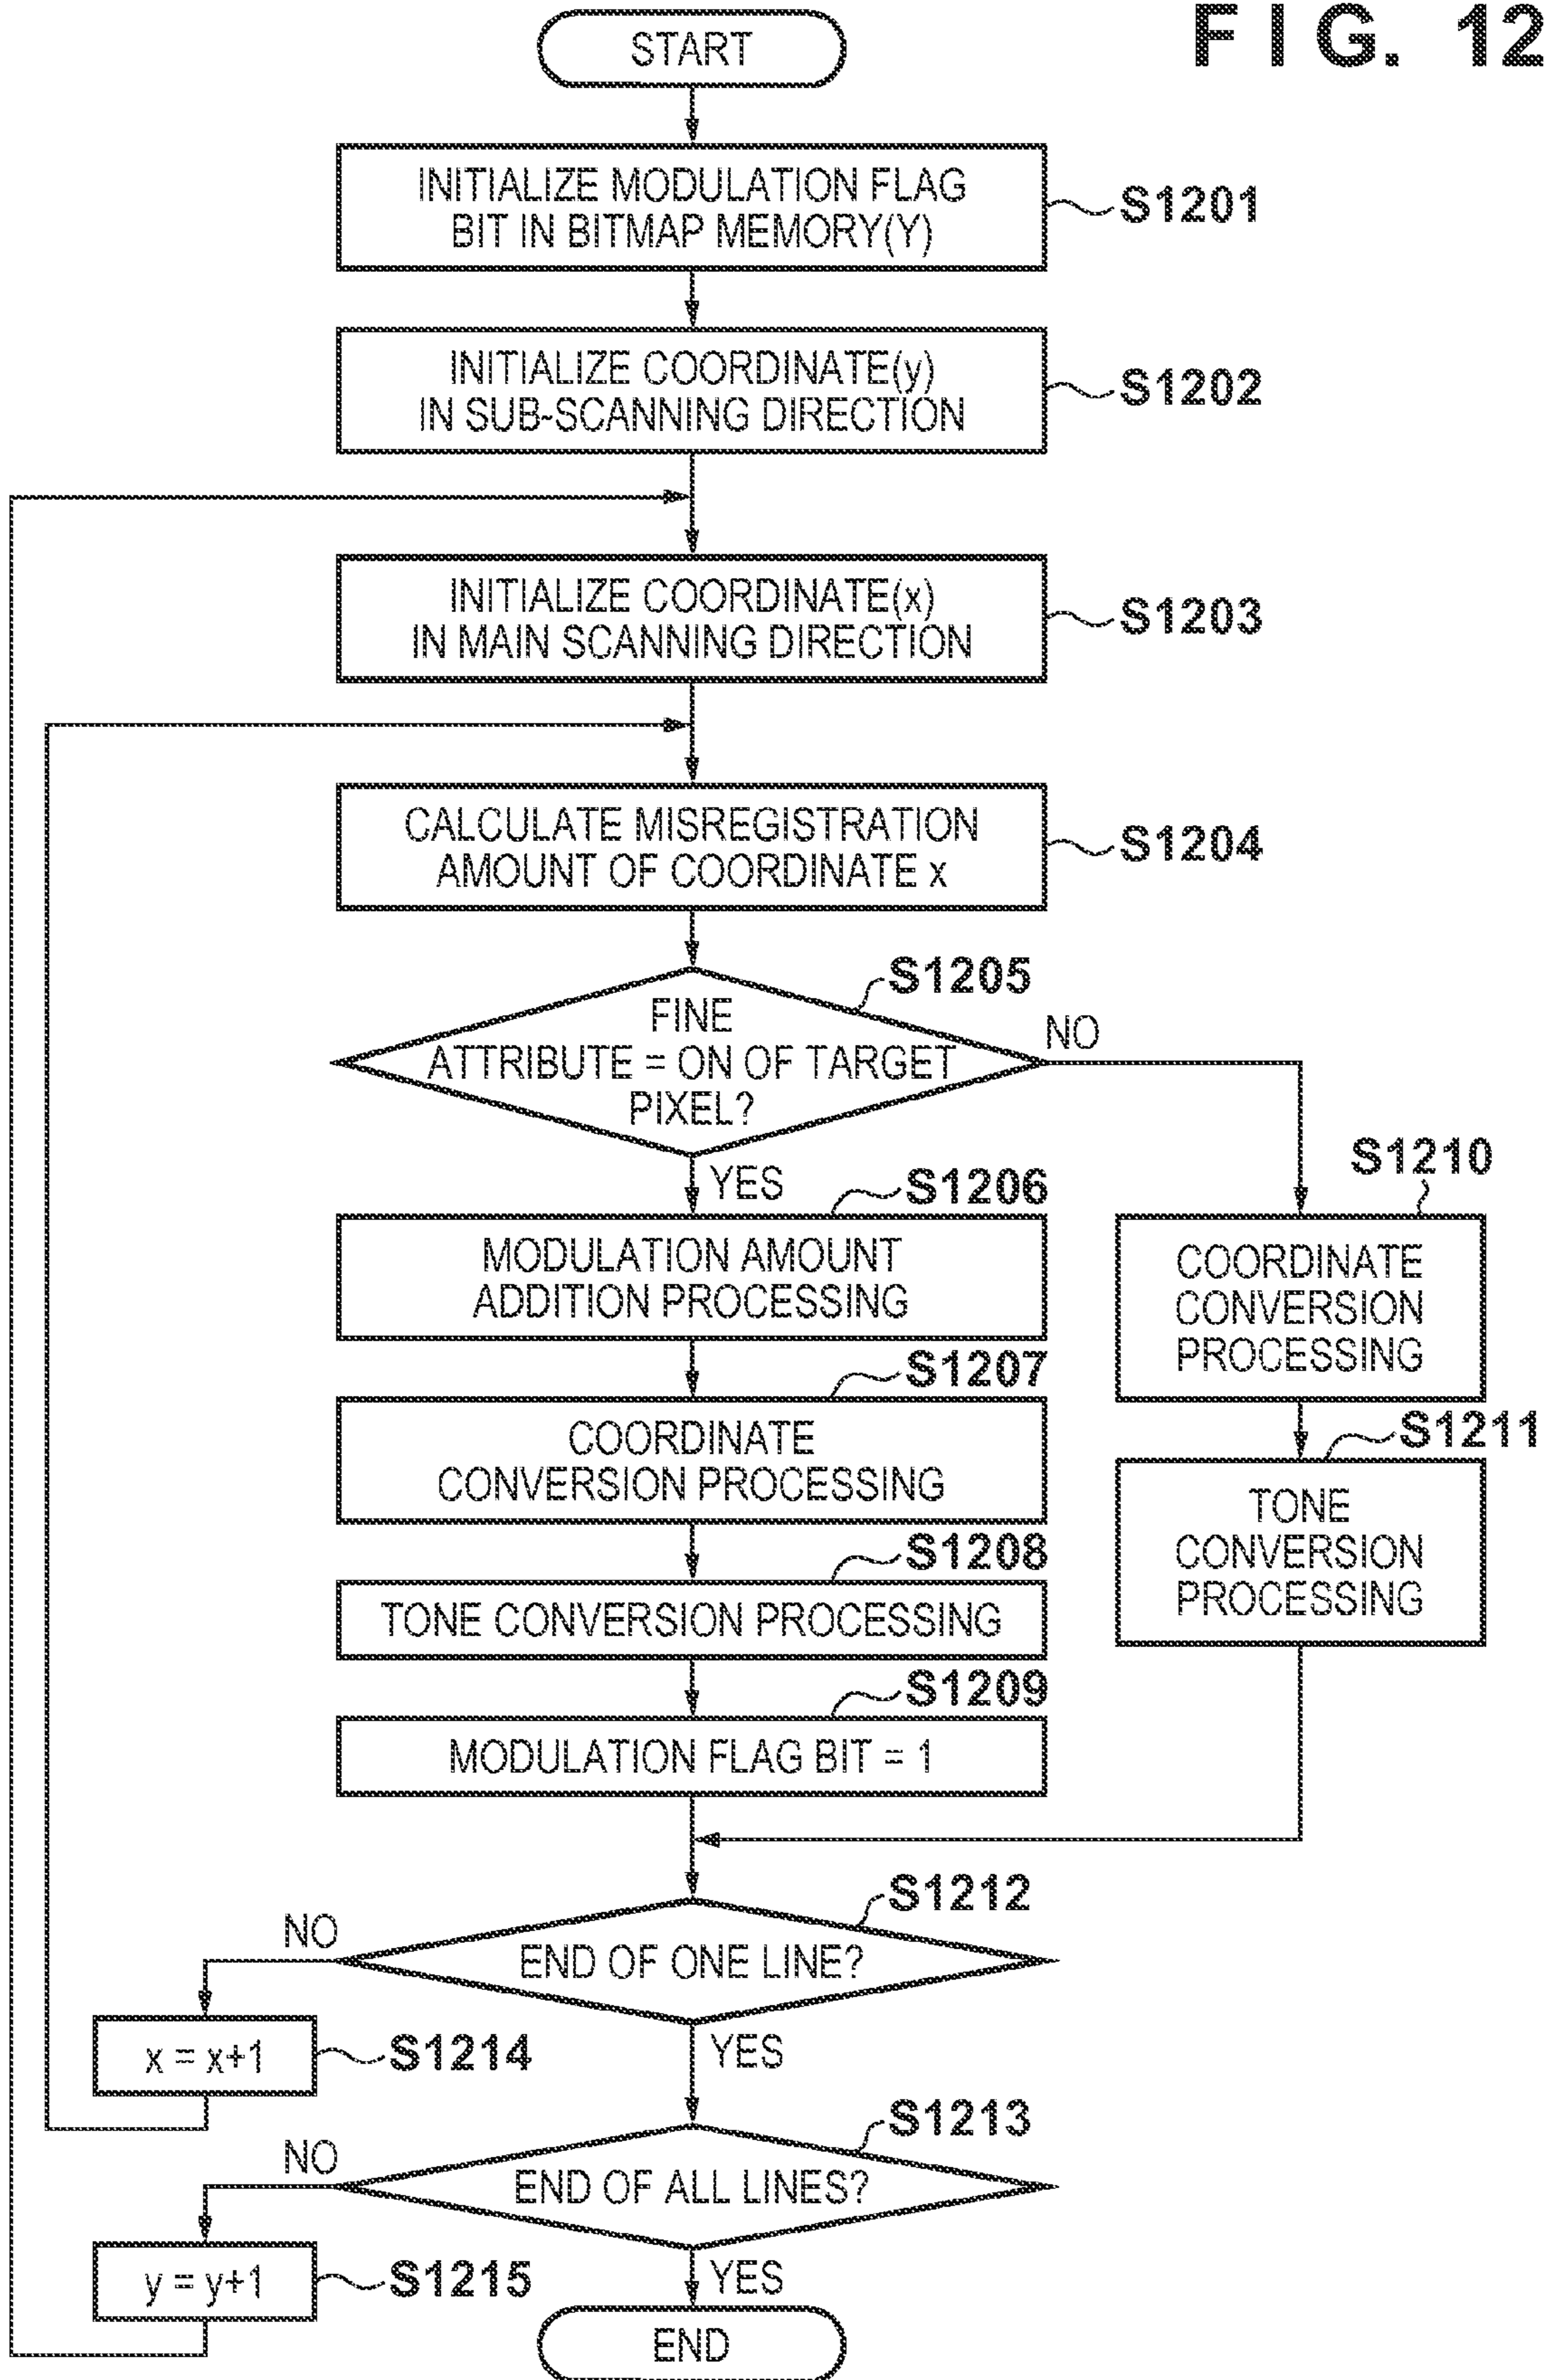 FIG. 12
START
INITIALIZE MODULATION FLAG
BIT IN BITMAP MEMORY(Y)
S1201
INITIALIZE COORDINATE(y)
IN SUB-SCANNING DIRECTION
S1202
INITIALIZE COORDINATE(x)
IN MAIN SCANNING DIRECTION
S1203
CALCULATE MISREGISTRATION
AMOUNT OF COORDINATE x
S1204
S1205
FINE
ATTRIBUTE = ON OF TARGET
PIXEL?
NO
YES
S1206
MODULATION AMOUNT
ADDITION PROCESSING
S1207
COORDINATE
CONVERSION PROCESSING
S1208
TONE CONVERSION PROCESSING
S1209
MODULATION FLAG BIT = 1
S1210
COORDINATE
CONVERSION
PROCESSING
S1211
TONE
CONVERSION
PROCESSING
S1212
END OF ONE LINE?
NO
YES
x = x+1
S1214
S1213
END OF ALL LINES?
NO
YES
y = y+1
S1215
END